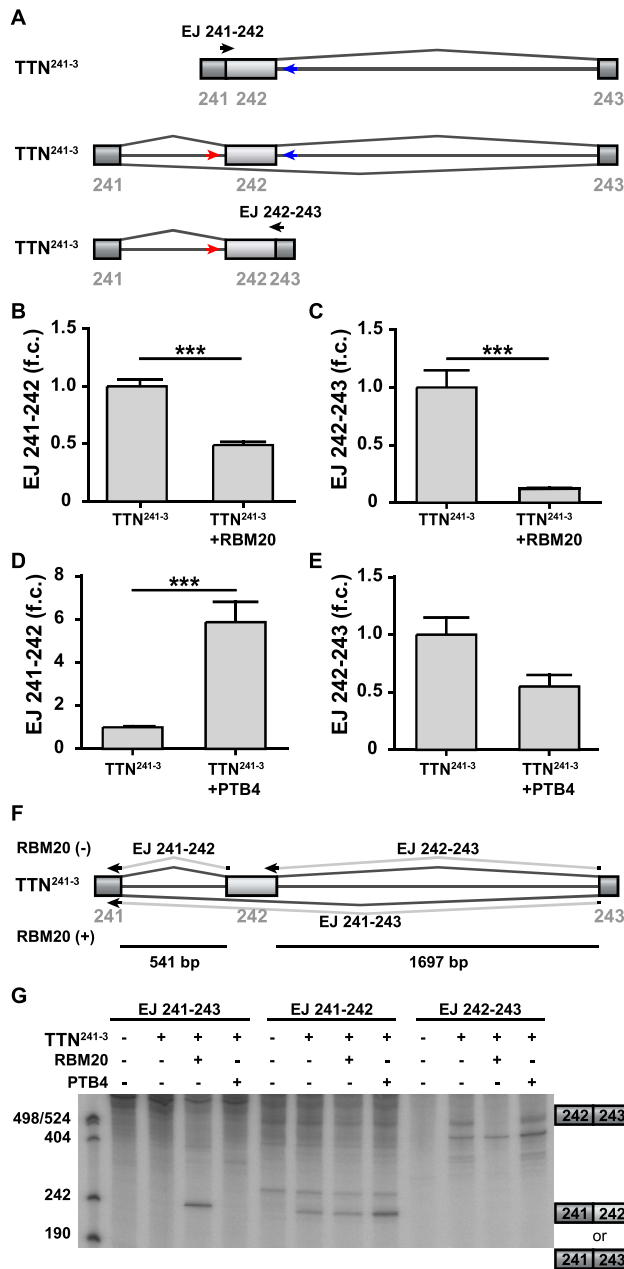 A
EJ 241-242
TTN241-3
241 242 243
TTN241-3
241 242 243
EJ 242-243
TTN241-3
241 242 243
B
EJ 241-242 (f.c.)
1.5
1.0
0.5
0
***
TTN241-3
TTN241-3
+RBM20
C
EJ 242-243 (f.c.)
1.5
1.0
0.5
0
***
TTN241-3
TTN241-3
+RBM20
D
EJ 241-242 (f.c.)
8
6
4
2
0
***
TTN241-3
TTN241-3
+PTB4
E
EJ 242-243 (f.c.)
1.5
1.0
0.5
0
TTN241-3
TTN241-3
+PTB4
F
RBM20 (-) EJ 241-242 EJ 242-243
TTN241-3
241 242 243
EJ 241-243
RBM20 (+)
541 bp 1697 bp
G
EJ 241-243 EJ 241-242 EJ 242-243
TTN241-3 - + + + - + + + - + + +
RBM20 - - + - - - + - - - + -
PTB4 - - - + - - - + - - - +
498/524
404
242
190
242 243
241 242
or
241 243